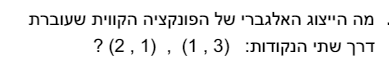 . מה הייצוג האלגברי של הפונקציה הקווית שעוברת
דרך שתי הנקודות: (1 , 3) , (2 , 1) ?